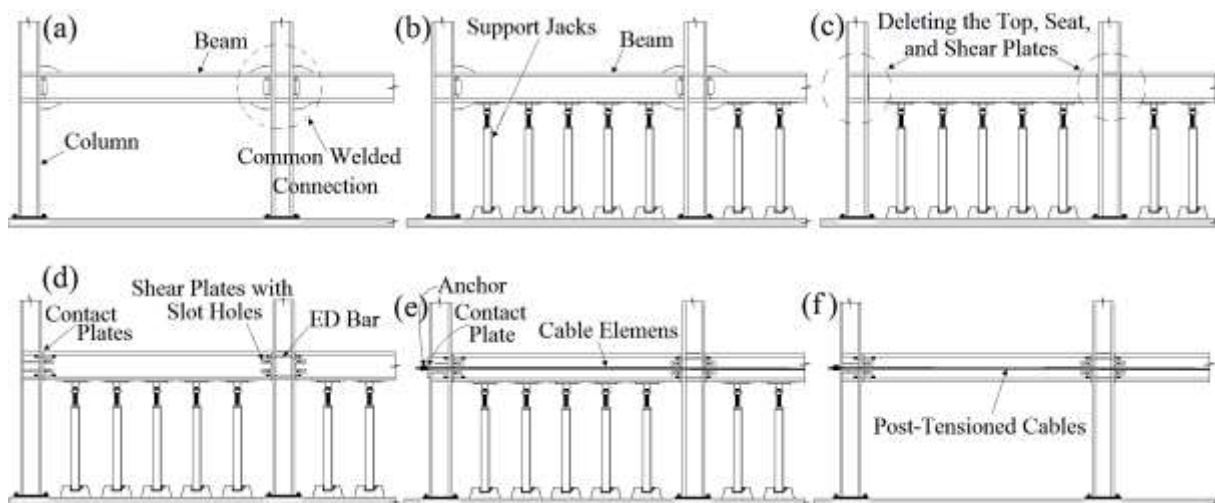 (a)
Beam
Column
Common Welded
Connection
(b)
Support Jacks
Beam
(c)
Deleting the Top, Seat,
and Shear Plates
(d)
Contact
Plates
Shear Plates with
Slot Holes
ED Bar
(e)
Anchor
Contact
Plate
Cable Elemens
(f)
Post-Tensioned Cables